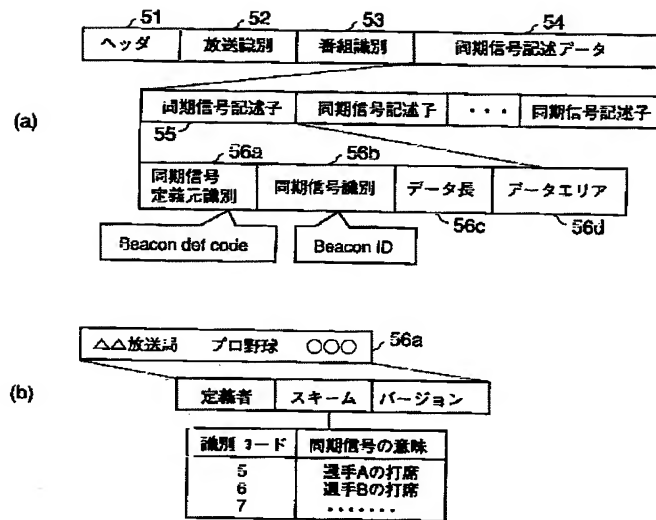 51 52 53 54
ヘッダ 放送識別 番組識別 同期信号記述データ
(a)
同期信号記述子 同期信号記述子 ・・・ 同期信号記述子
55
56a 56b
同期信号
定義元識別
同期信号識別 データ長 データエリア
56c 56d
Beacon def code Beacon ID
(b)
△△放送局 プロ野球 ○○○ 56a
定義者 スキーム バージョン
識別コード 同期信号の意味
5 選手Aの打席
6 選手Bの打席
7 ・・・・・・・